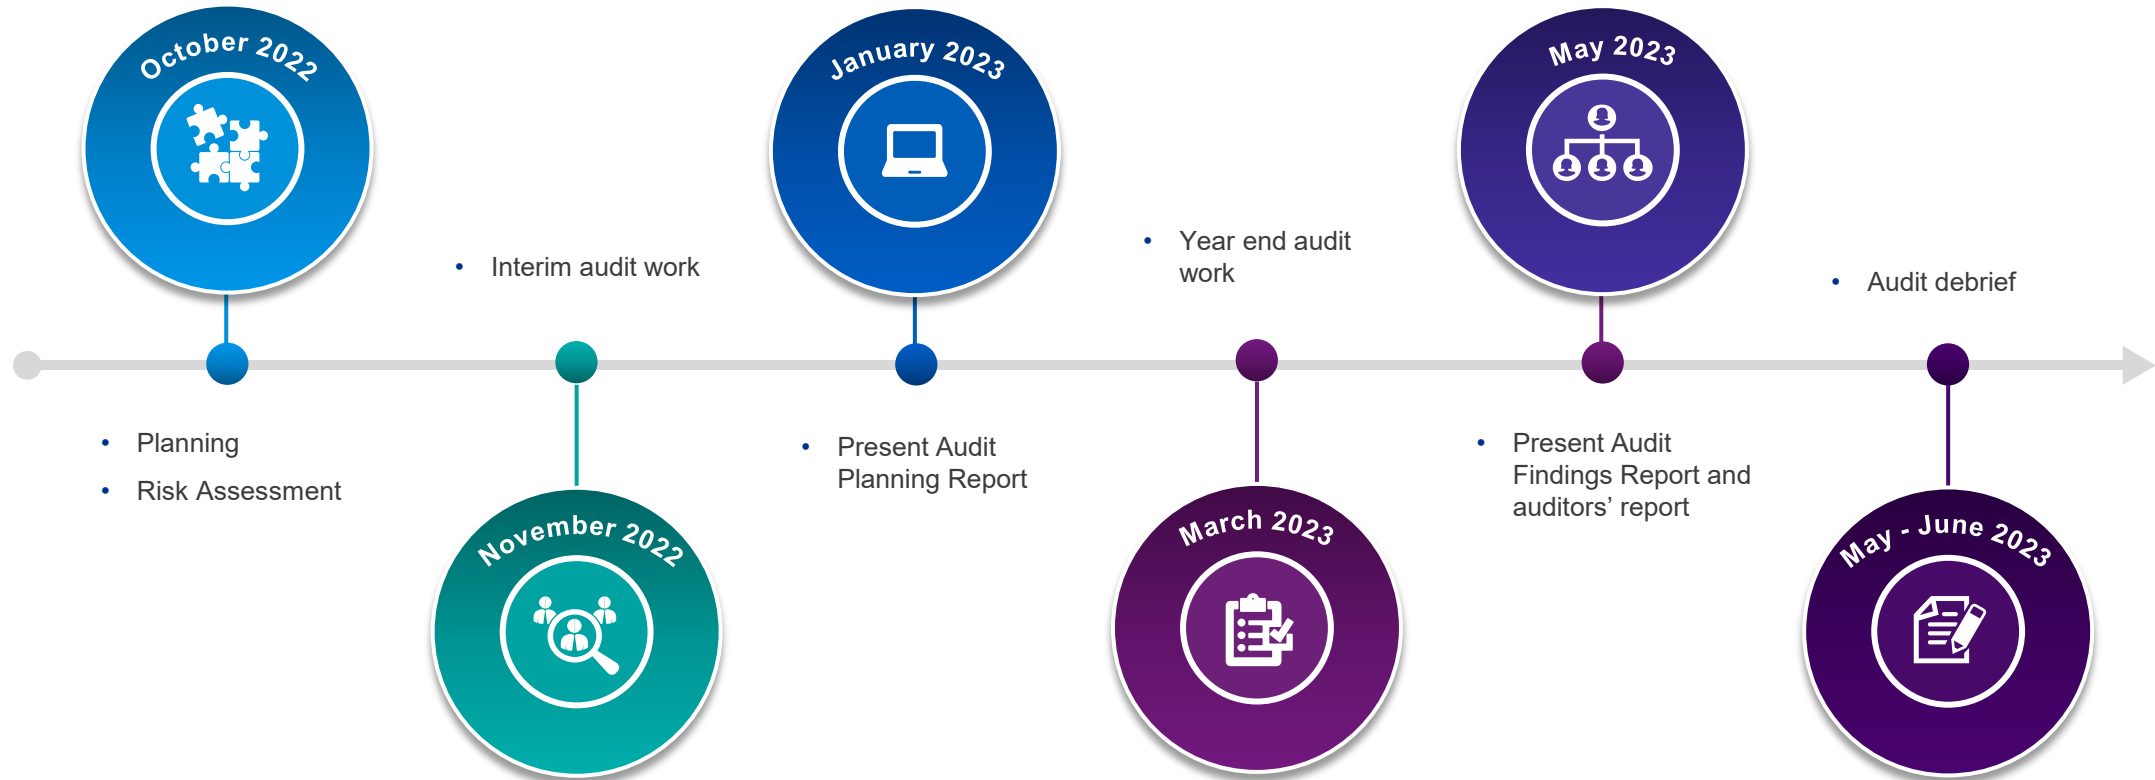 October 2022
• Planning
• Risk Assessment
• Interim audit work
November 2022
January 2023
• Present Audit
Planning Report
• Year end audit
work
March 2023
May 2023
• Present Audit
Findings Report and
auditors’ report
• Audit debrief
May - June 2023